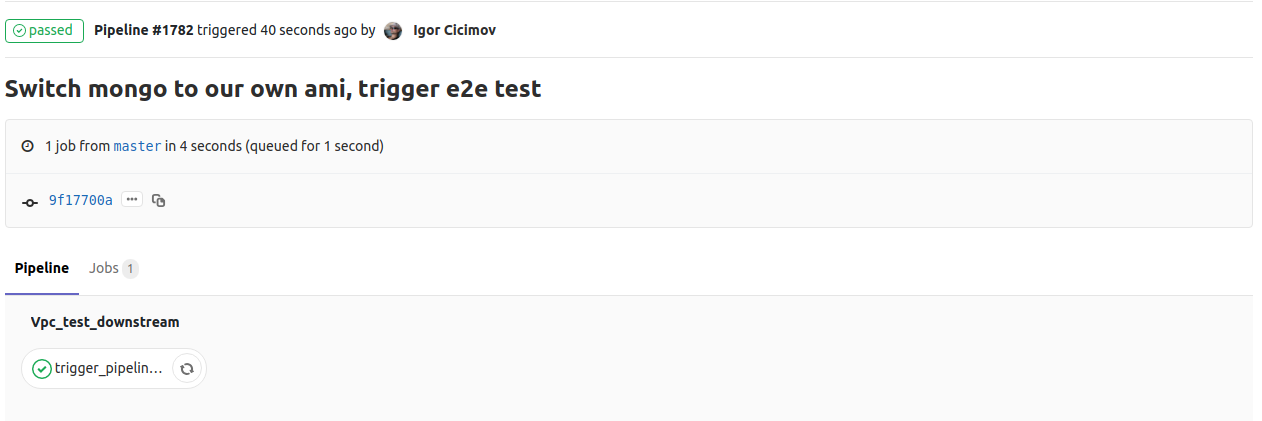 passed Pipeline #1782 triggered 40 seconds ago by Igor Cicimov
Switch mongo to our own ami, trigger e2e test
1 job from master in 4 seconds (queued for 1 second)
9f17700a
Pipeline Jobs 1
Vpc_test_downstream
trigger_pipelin...